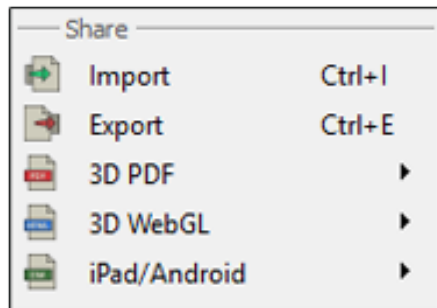 Share
Import Ctrl+I
Export Ctrl+E
3D PDF
3D WebGL
iPad/Android